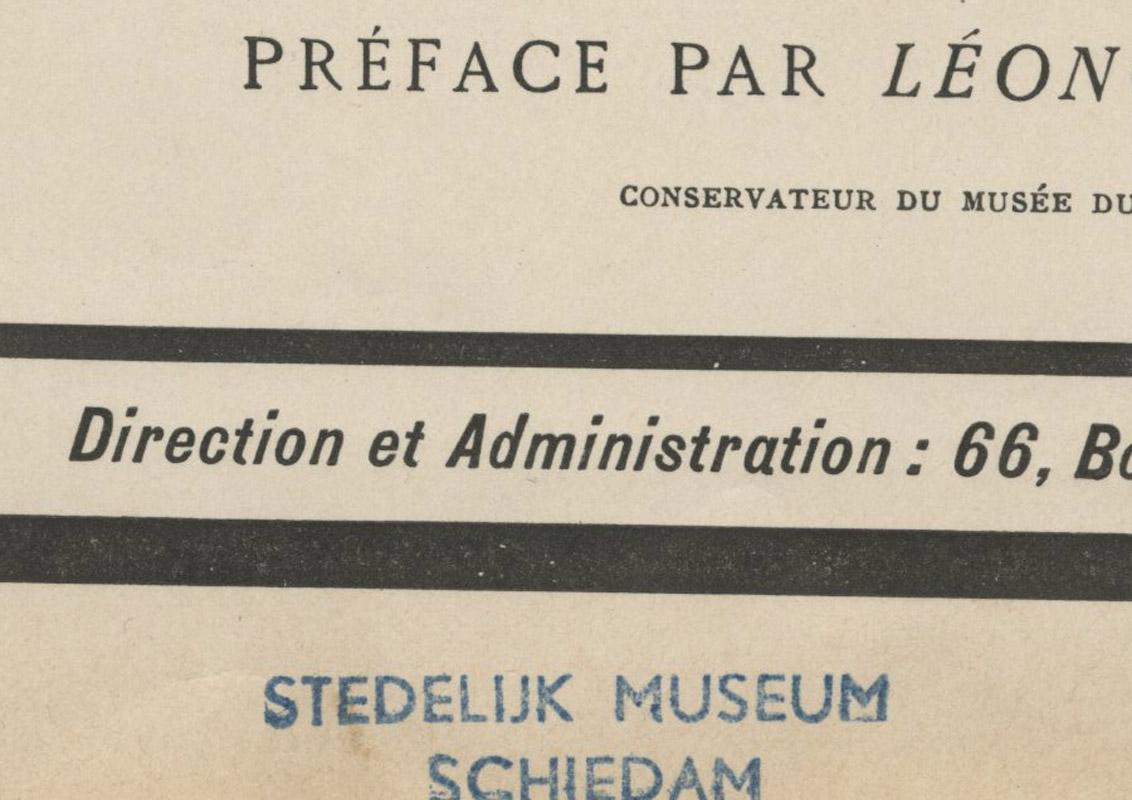 PRÉFACE PAR LÉON
CONSERVATEUR DU MUSÉE DU
Direction et Administration : 66,
STEDELIJK MUSEUM
SCHIEDAM